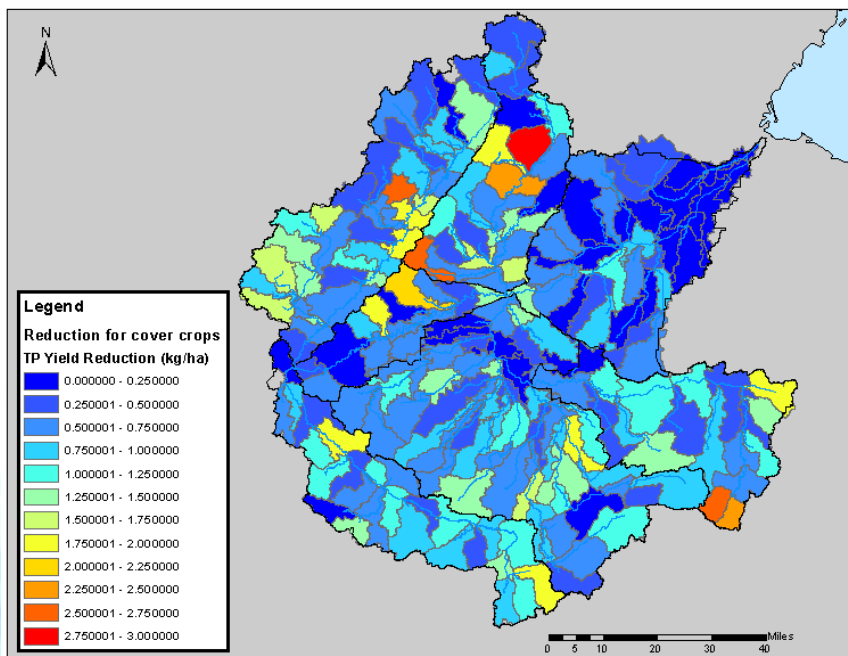 N
Legend
Reduction for cover crops
TP Yield Reduction (kg/ha)
0.000000 - 0.250000
0.250001 - 0.500000
0.500001 - 0.750000
0.750001 - 1.000000
1.000001 - 1.250000
1.250001 - 1.500000
1.500001 - 1.750000
1.750001 - 2.000000
2.000001 - 2.250000
2.250001 - 2.500000
2.500001 - 2.750000
2.750001 - 3.000000
Miles
0 5 10 20 30 40